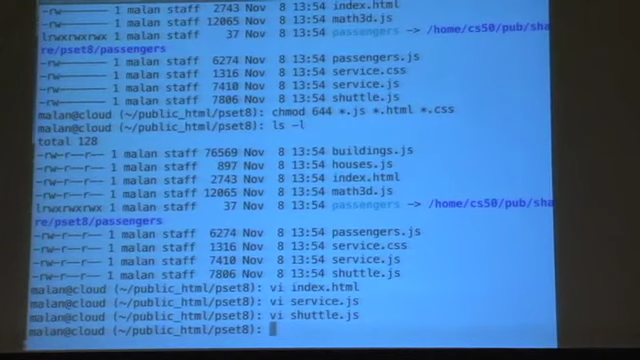 -rw------- 1 malan staff 2743 Nov 8 13:54 index.html
-rw------- 1 malan staff 12065 Nov 8 13:54 math3d.js
lrwxrwxrwx 1 malan staff 37 Nov 8 13:54 passengers -> /home/cs50/pub/sha
re/pset8/passengers
-rw------- 1 malan staff 6274 Nov 8 13:54 passengers.js
-rw------- 1 malan staff 1316 Nov 8 13:54 service.css
-rw------- 1 malan staff 7410 Nov 8 13:54 service.js
-rw------- 1 malan staff 7806 Nov 8 13:54 shuttle.js
malan@cloud (~/public_html/pset8): chmod 644 *.js *.html *.css
malan@cloud (~/public_html/pset8): ls -l
total 128
-rw-r--r-- 1 malan staff 76569 Nov 8 13:54 buildings.js
-rw-r--r-- 1 malan staff 897 Nov 8 13:54 houses.js
-rw-r--r-- 1 malan staff 2743 Nov 8 13:54 index.html
-rw-r--r-- 1 malan staff 12065 Nov 8 13:54 math3d.js
lrwxrwxrwx 1 malan staff 37 Nov 8 13:54 passengers -> /home/cs50/pub/sha
re/pset8/passengers
-rw-r--r-- 1 malan staff 6274 Nov 8 13:54 passengers.js
-rw-r--r-- 1 malan staff 1316 Nov 8 13:54 service.css
-rw-r--r-- 1 malan staff 7410 Nov 8 13:54 service.js
-rw-r--r-- 1 malan staff 7806 Nov 8 13:54 shuttle.js
malan@cloud (~/public_html/pset8): vi index.html
malan@cloud (~/public_html/pset8): vi service.js
malan@cloud (~/public_html/pset8): vi shuttle.js
malan@cloud (~/public_html/pset8):